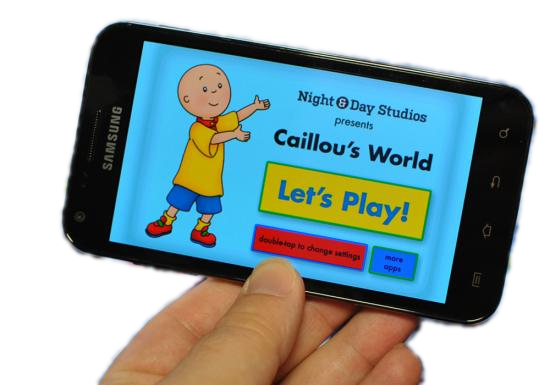 SAMSUNG
Night & Day Studios
presents
Caillou's World
Let's Play!
double-tap to change settings
more
apps